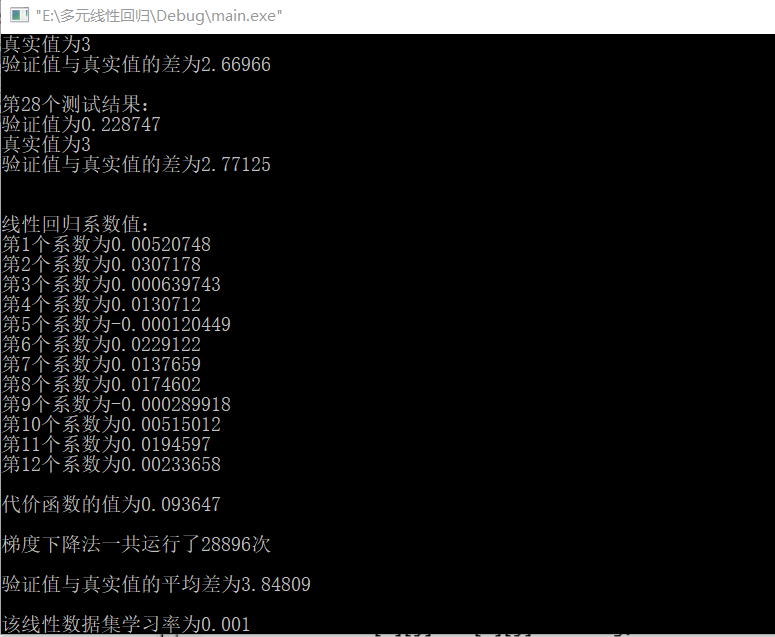 "E:\多元线性回归\Debug\main.exe"
真实值为3
验证值与真实值的差为2.66966
第28个测试结果:
验证值为0.228747
真实值为3
验证值与真实值的差为2.77125
线性回归系数值:
第1个系数为0.00520748
第2个系数为0.0307178
第3个系数为0.000639743
第4个系数为0.0130712
第5个系数为-0.000120449
第6个系数为0.0229122
第7个系数为0.0137659
第8个系数为0.0174602
第9个系数为-0.000289918
第10个系数为0.00515012
第11个系数为0.0194597
第12个系数为0.00233658
代价函数的值为0.093647
梯度下降法一共运行了28896次
验证值与真实值的平均差为3.84809
该线性数据集学习率为0.001